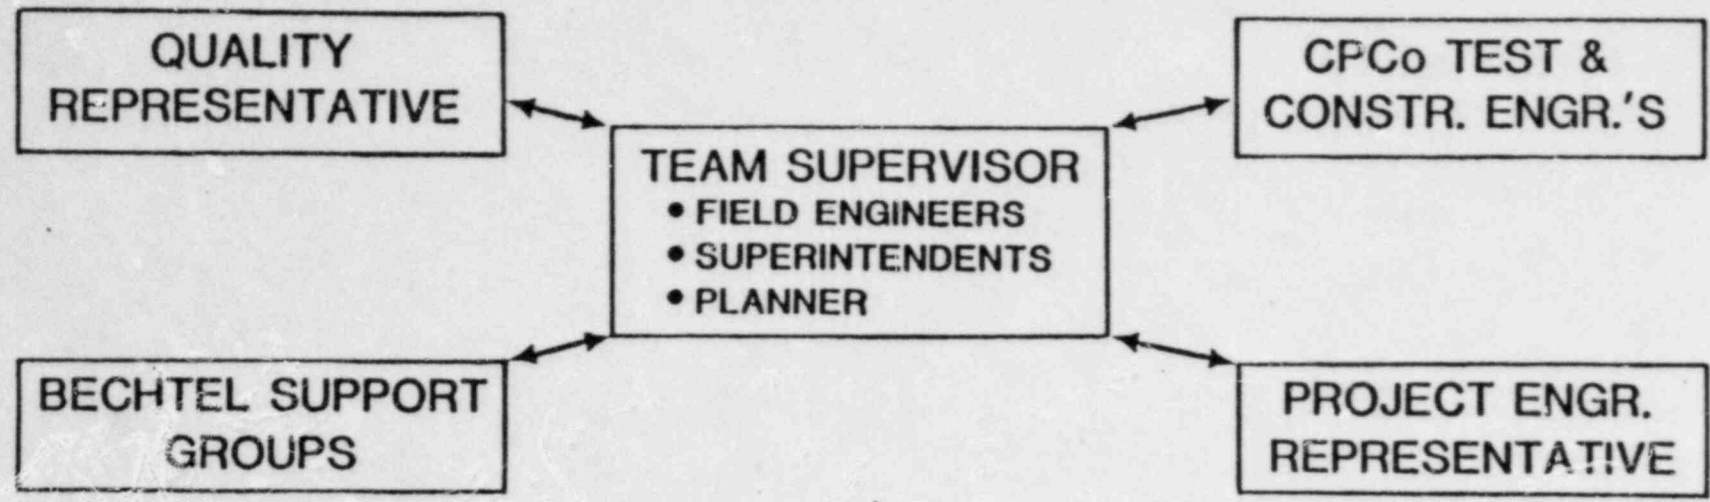 QUALITY
REPRESENTATIVE
CPCo TEST &
CONSTR. ENGR.'S
TEAM SUPERVISOR
• FIELD ENGINEERS
• SUPERINTENDENTS
• PLANNER
BECHTEL SUPPORT
GROUPS
PROJECT ENGR.
REPRESENTATIVE